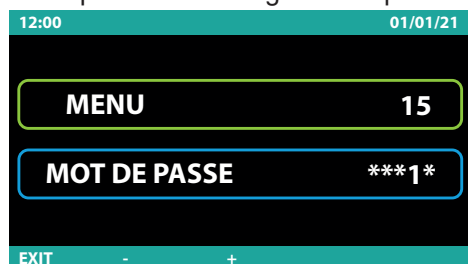 12:00 01/01/21
MENU 15
MOT DE PASSE ***1*
EXIT - +